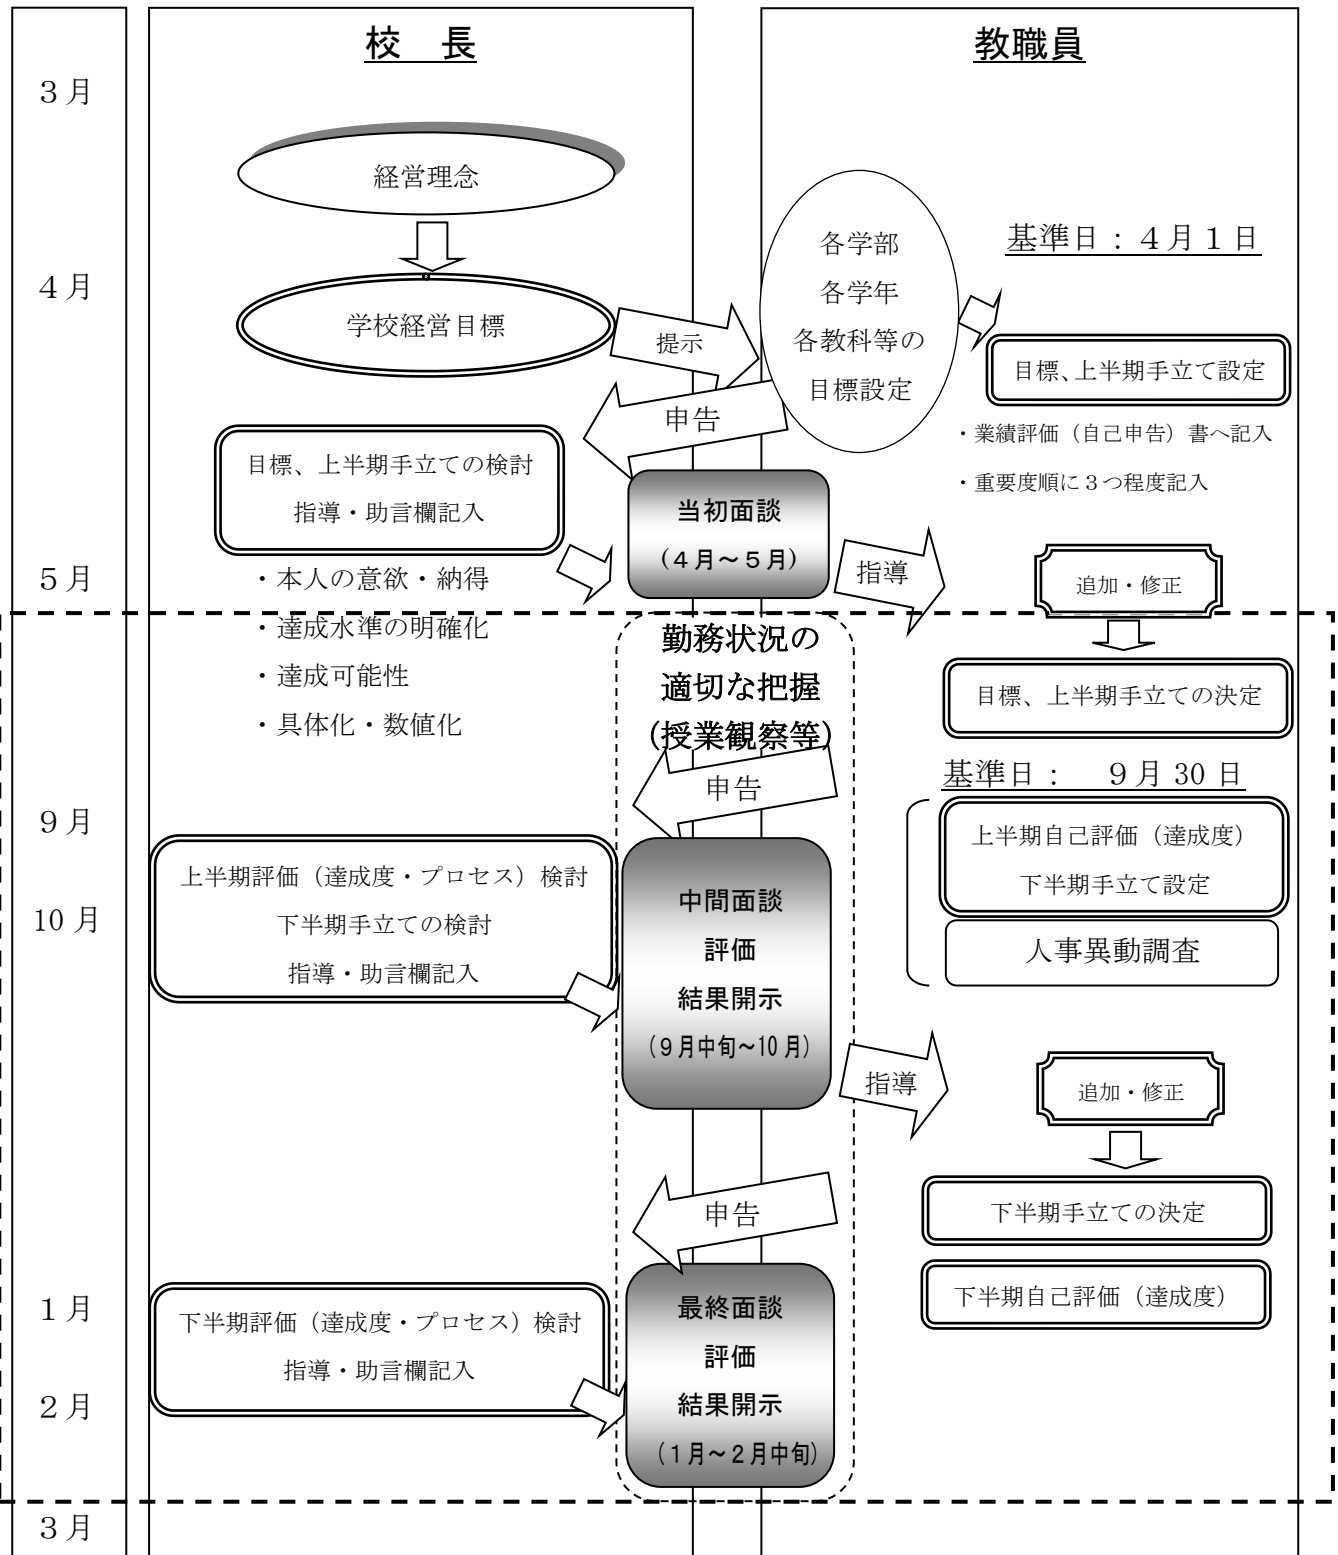 校　長
教職員
３月
経営理念
各学部
各学年
各教科等の
目標設定
基準日：４月１日
４月
学校経営目標
提示
目標、上半期手立て設定
申告
・業績評価（自己申告）書へ記入
・重要度順に３つ程度記入
目標、上半期手立ての検討
指導・助言欄記入
当初面談
（４月～５月）
指導
追加・修正
５月
・本人の意欲・納得
・達成水準の明確化
・達成可能性
・具体化・数値化
勤務状況の
適切な把握
（授業観察等）
目標、上半期手立ての決定
基準日：　９月 30 日
申告
９月
上半期自己評価（達成度）
下半期手立て設定
人事異動調査
10 月
上半期評価（達成度・プロセス）検討
下半期手立ての検討
指導・助言欄記入
中間面談
評価
結果開示
（９月中旬～10 月）
指導
追加・修正
下半期手立ての決定
申告
下半期自己評価（達成度）
１月
下半期評価（達成度・プロセス）検討
指導・助言欄記入
最終面談
評価
結果開示
（１月～２月中旬）
２月
３月